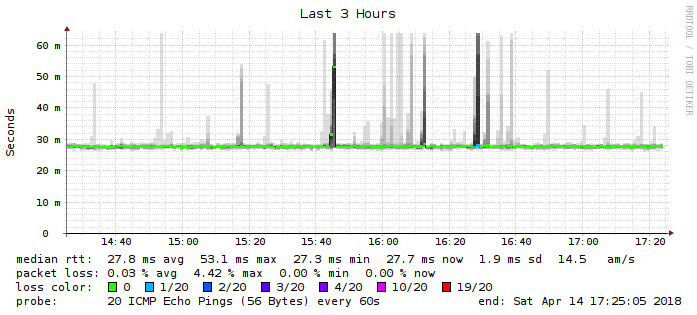 Last 3 Hours
RRDTOOL / TOBI OETIKER
Seconds
60 m
50 m
40 m
30 m
20 m
10 m
0
14:40 15:00 15:20 15:40 16:00 16:20 16:40 17:00 17:20
median rtt: 27.8 ms avg 53.1 ms max 27.3 ms min 27.7 ms now 1.9 ms sd 14.5 am/s
packet loss: 0.03 % avg 4.42 % max 0.00 % min 0.00 % now
loss color: 0 1/20 2/20 3/20 4/20 10/20 19/20
probe: 20 ICMP Echo Pings (56 Bytes) every 60s end: Sat Apr 14 17:25:05 2018